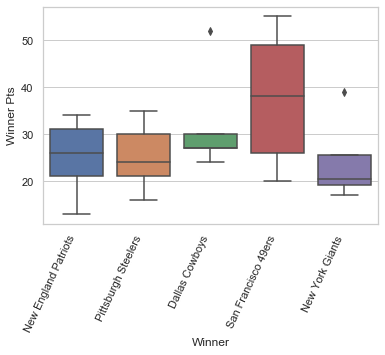 50
40
30
20
Winner Pts
New England Patriots
Pittsburgh Steelers
Dallas Cowboys
San Francisco 49ers
New York Giants
Winner